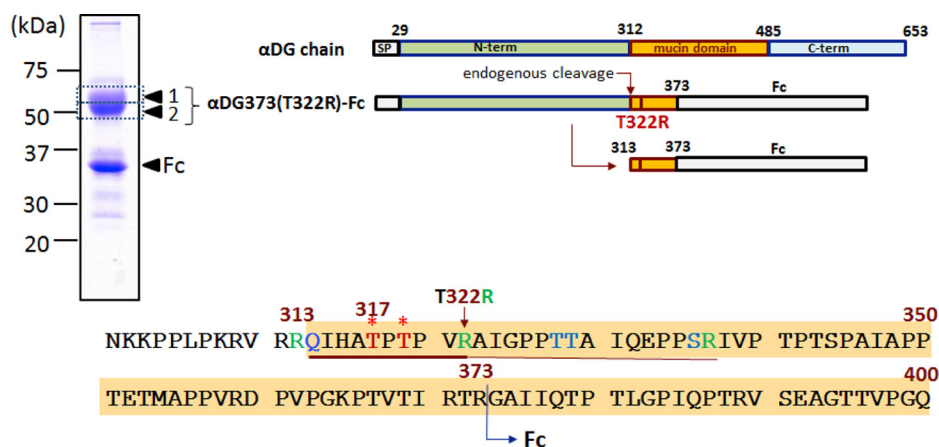 (kDa)
75
50
37
30
20
1
2
αDG373(T322R)-Fc
Fc
29
312
485
653
αDG chain
SP
N-term
mucin domain
C-term
endogenous cleavage
373
Fc
T322R
313
373
Fc
T322R
313
317
350
* *
NKKPPLPKRV RRQIHATPTP VRAIGPPTTA IQEPPSRIVP TPTSPAIAPP
373
400
TETMAPPVRD PVPGKPTVTI RTRGAIIQTP TLGPIQPTRV SEAGTTVPGQ
Fc